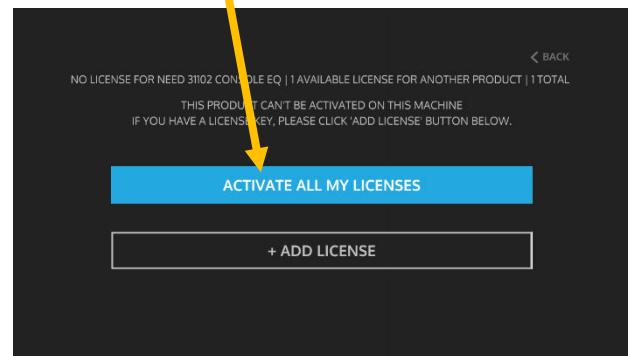 < BACK
NO LICENSE FOR NEED 31102 CONSOLE EQ | 1 AVAILABLE LICENSE FOR ANOTHER PRODUCT | 1 TOTAL
THIS PRODUCT CAN'T BE ACTIVATED ON THIS MACHINE
IF YOU HAVE A LICENSE KEY, PLEASE CLICK 'ADD LICENSE' BUTTON BELOW.
ACTIVATE ALL MY LICENSES
+ ADD LICENSE